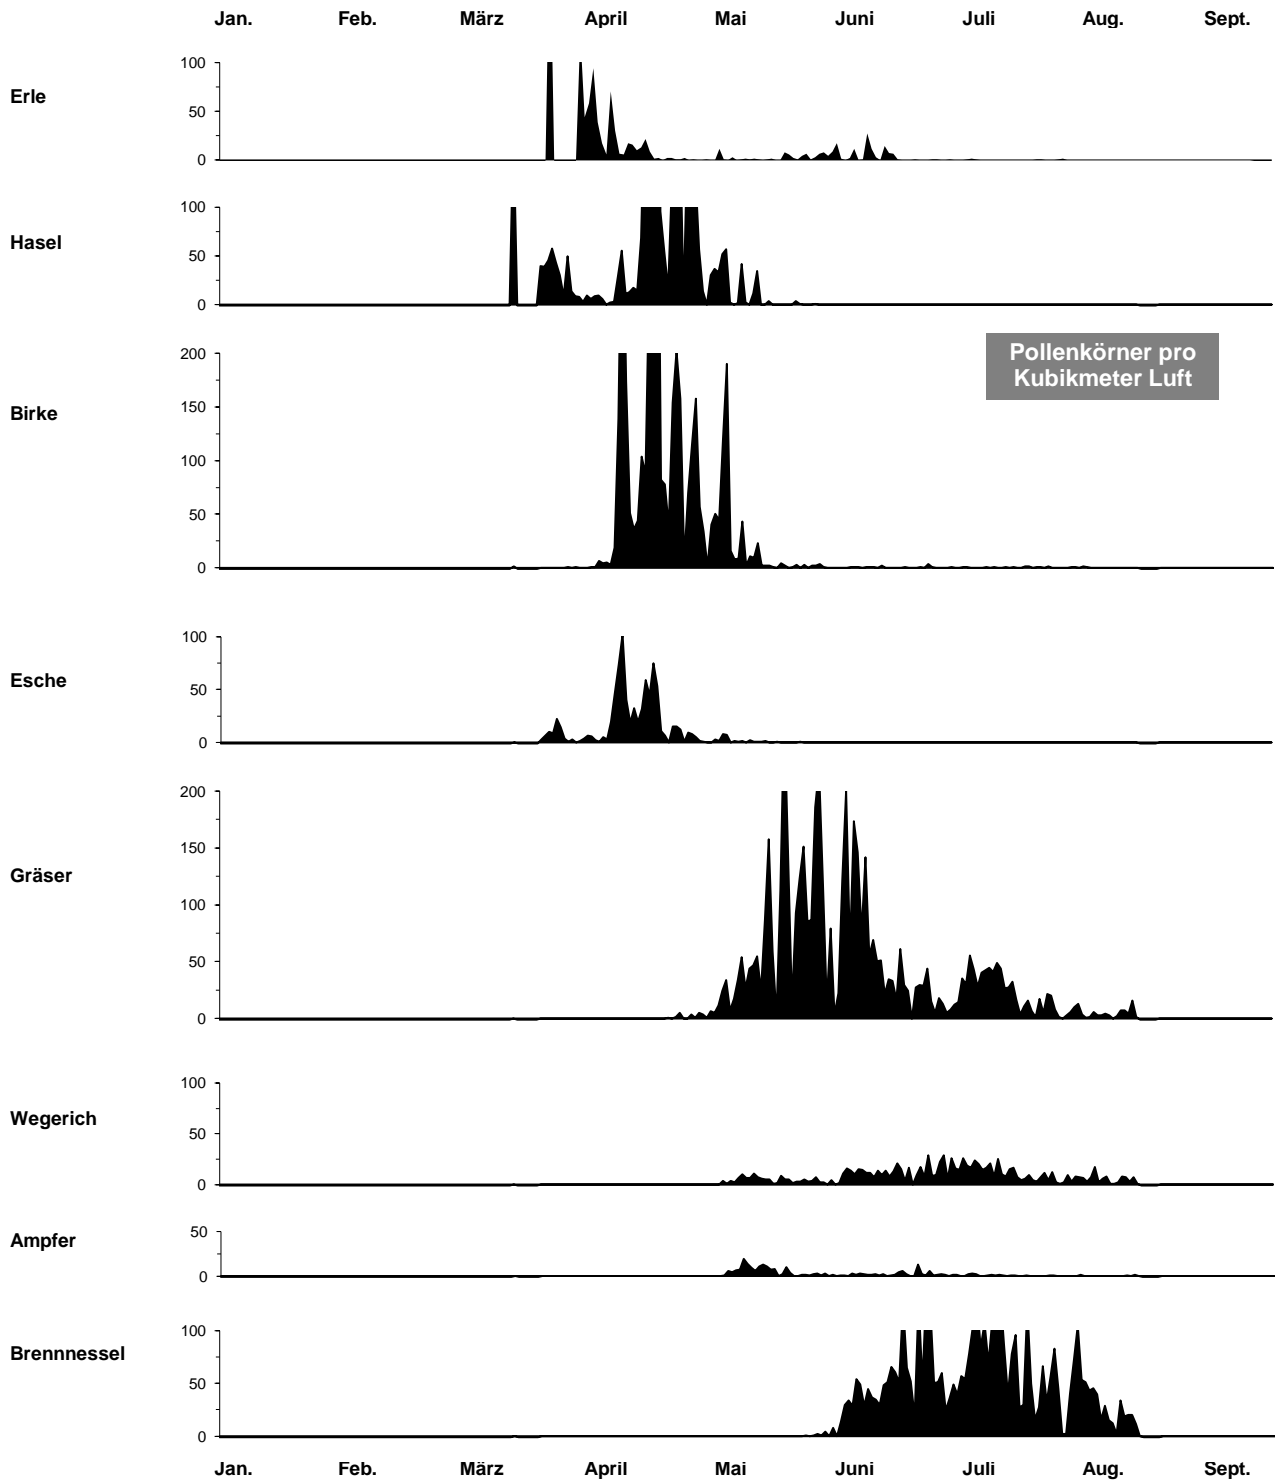 Jan. Feb. März April Mai Juni Juli Aug. Sept.
Erle
100
50
0
Hasel
100
50
0
Pollenkörner pro
Kubikmeter Luft
Birke
200
150
100
50
0
Esche
100
50
0
Gräser
200
150
100
50
0
Wegerich
100
50
0
Ampfer
50
0
Brennnessel
100
50
0
Jan. Feb. März April Mai Juni Juli Aug. Sept.